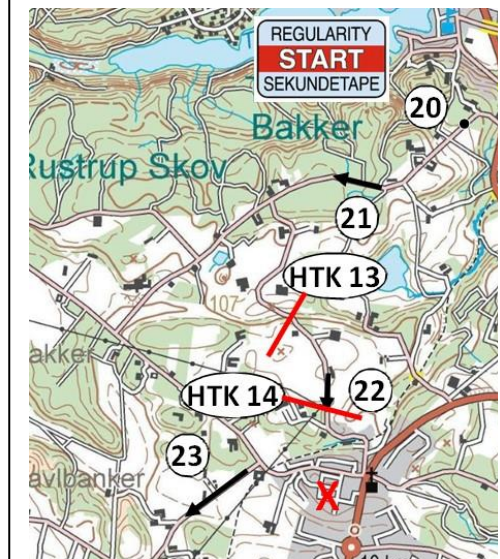 REGULARITY
START
SEKUNDETAPE
20
Bakker
Rustrup Skov
21
HTK 13
107
akker
HTK 14
22
23
avlbanker
X